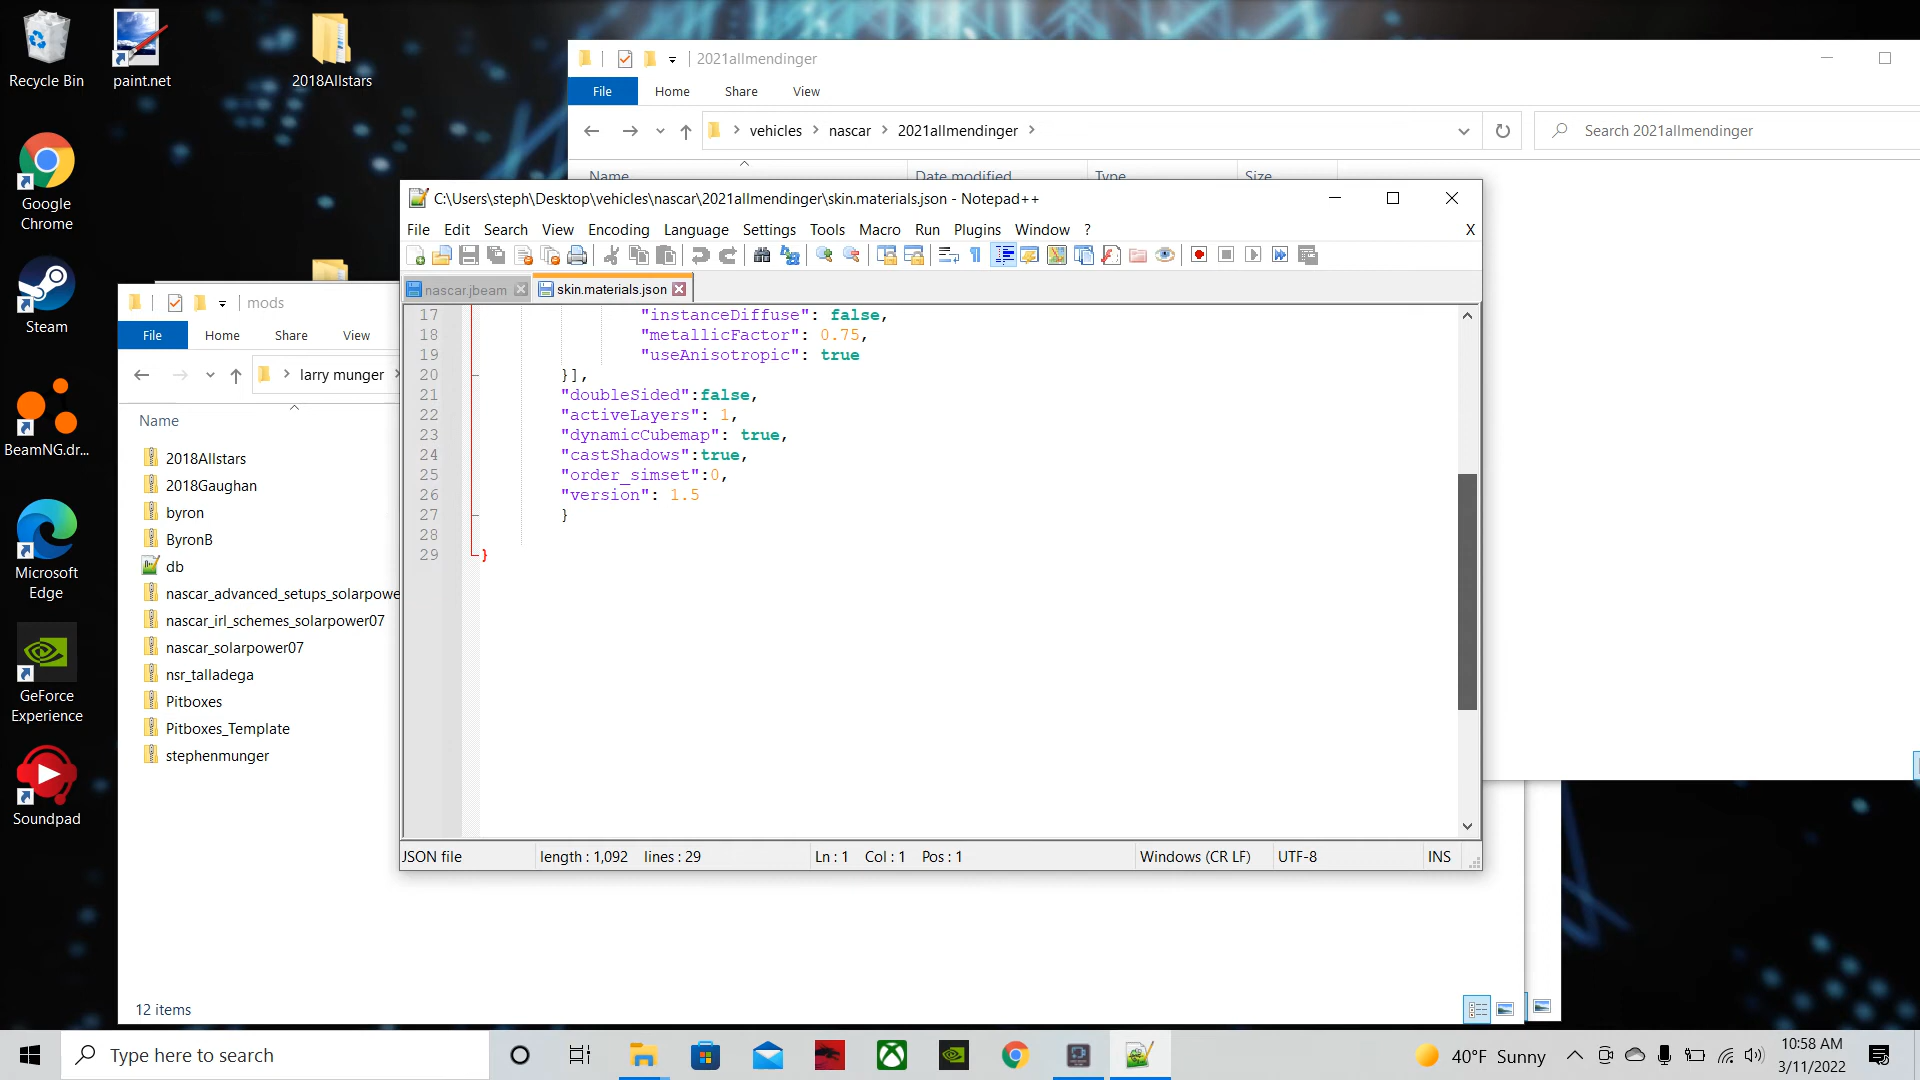 Recycle Bin
paint.net
2018Allstars
Google
Chrome
Steam
BeamNG.dr...
Microsoft
Edge
GeForce
Experience
Soundpad
2021allmendinger
File
Home
Share
View
vehicles
nascar
2021allmendinger
Search 2021allmendinger
Name
Date modified
Type
Size
mods
File
Home
Share
View
larry munger
Name
2018Allstars
2018Gaughan
byron
ByronB
db
nascar_advanced_setups_solarpowe
nascar_irl_schemes_solarpower07
nascar_solarpower07
nsr_talladega
Pitboxes
Pitboxes_Template
stephenmunger
12 items
C:\Users\steph\Desktop\vehicles\nascar\2021allmendinger\skin.materials.json - Notepad++
File Edit Search View Encoding Language Settings Tools Macro Run Plugins Window ? X
nascar.jbeam
skin.materials.json
17 "instanceDiffuse": false,
18 "metallicFactor": 0.75,
19 "useAnisotropic": true
20 }],
21 "doubleSided":false,
22 "activeLayers": 1,
23 "dynamicCubemap": true,
24 "castShadows":true,
25 "order_simset":0,
26 "version": 1.5
27 }
28
29 }
JSON file
length : 1,092 lines : 29
Ln : 1 Col : 1 Pos : 1
Windows (CR LF)
UTF-8
INS
Type here to search
40°F Sunny
10:58 AM
3/11/2022